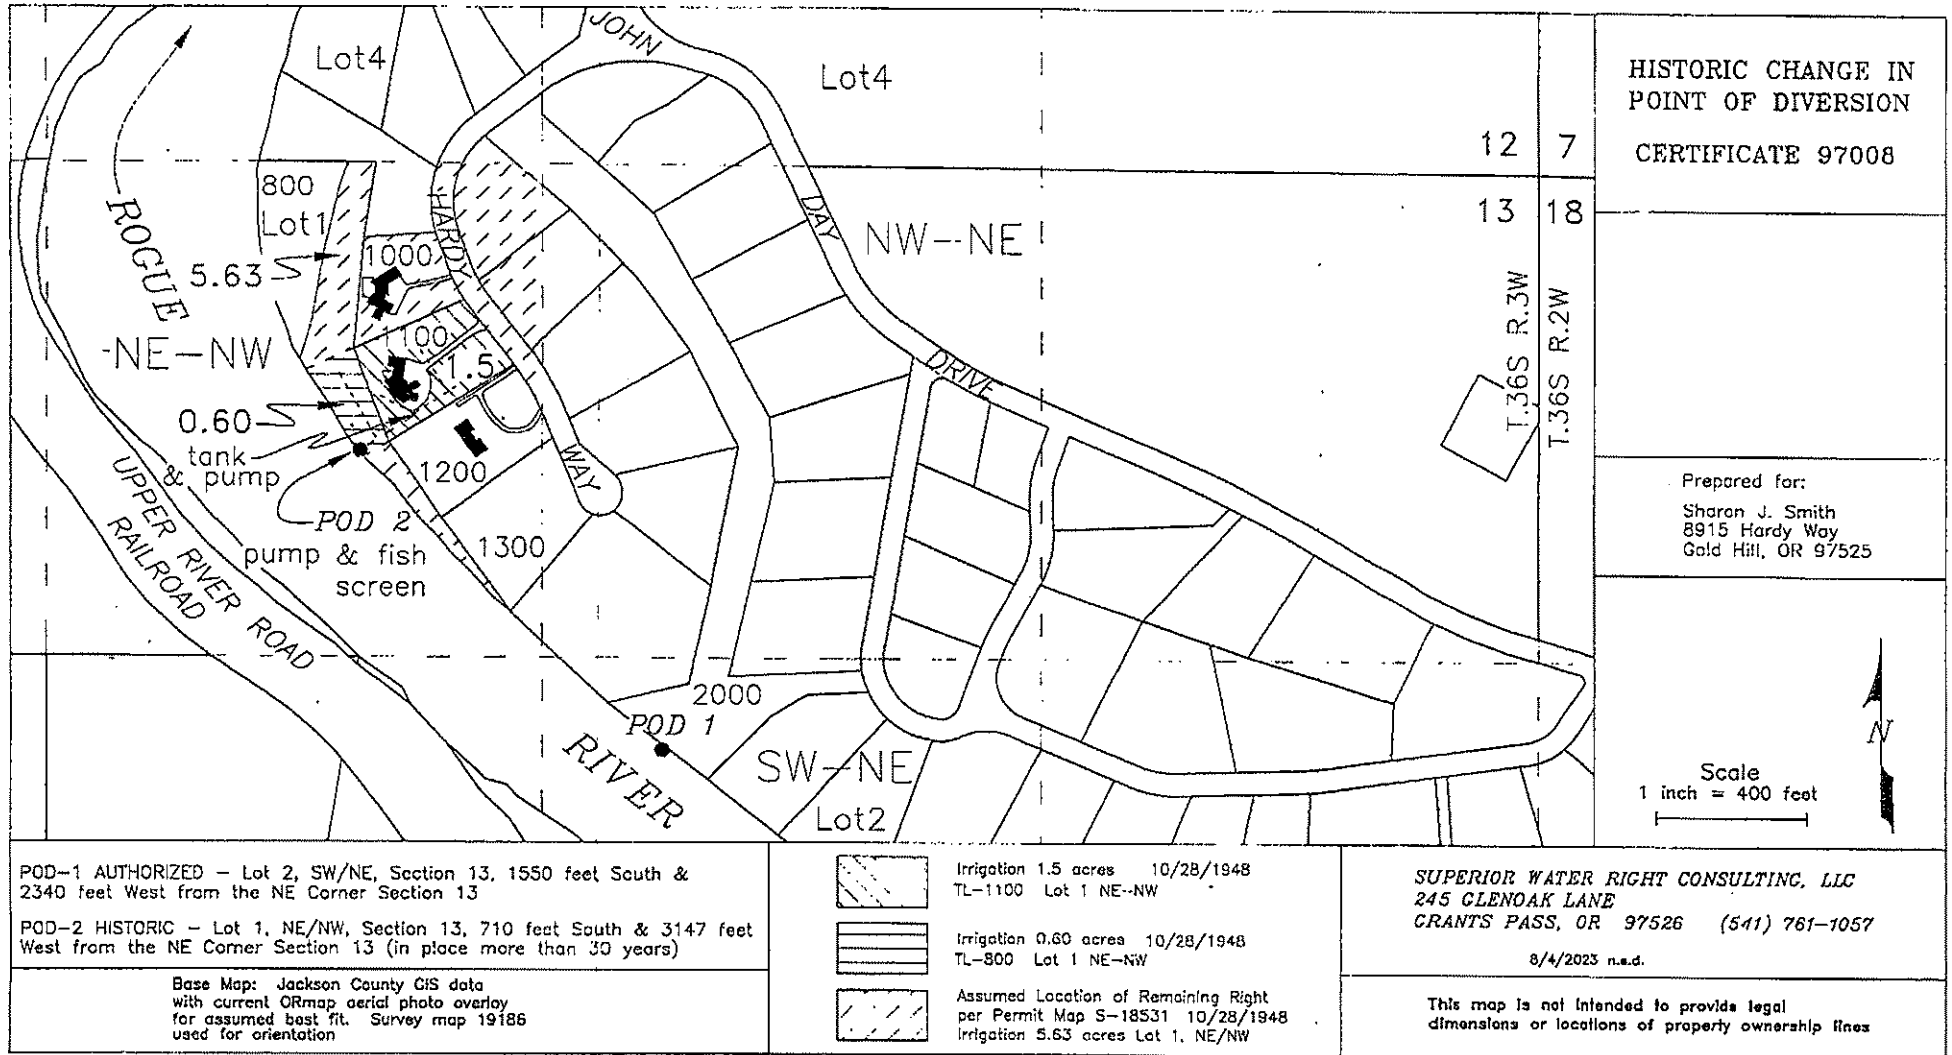 JOHN
Lot4
Lot4
HISTORIC CHANGE IN
POINT OF DIVERSION
CERTIFICATE 97008
12 7
13 18
800
Lot1
ROGUE
HARDY
DAY
NW--NE
5.63
1000
T.36S R.3W
T.36S R.2W
-NE-NW
1100
1.5
DRIVE
0.60
tank
& pump
1200
WAY
Prepared for:
Sharon J. Smith
8915 Hardy Way
Gold Hill, OR 97525
POD 2
pump & fish
screen
1300
UPPER RIVER ROAD
RAILROAD
2000
POD 1
RIVER
SW-NE
Lot2
N
Scale
1 inch = 400 feet
POD-1 AUTHORIZED - Lot 2, SW/NE, Section 13, 1550 feet South &
2340 feet West from the NE Corner Section 13
POD-2 HISTORIC - Lot 1, NE/NW, Section 13, 710 feet South & 3147 feet
West from the NE Corner Section 13 (in place more than 30 years)
Base Map: Jackson County GIS data
with current ORmap aerial photo overlay
for assumed best fit. Survey map 19186
used for orientation
Irrigation 1.5 acres 10/28/1948
TL-1100 Lot 1 NE--NW
Irrigation 0.60 acres 10/28/1948
TL-800 Lot 1 NE-NW
Assumed Location of Remaining Right
per Permit Map S-18531 10/28/1948
Irrigation 5.63 acres Lot 1, NE/NW
SUPERIOR WATER RIGHT CONSULTING, LLC
245 GLENOAK LANE
GRANTS PASS, OR 97526 (541) 761-1057
8/4/2023 n.e.d.
This map is not intended to provide legal
dimensions or locations of property ownership lines